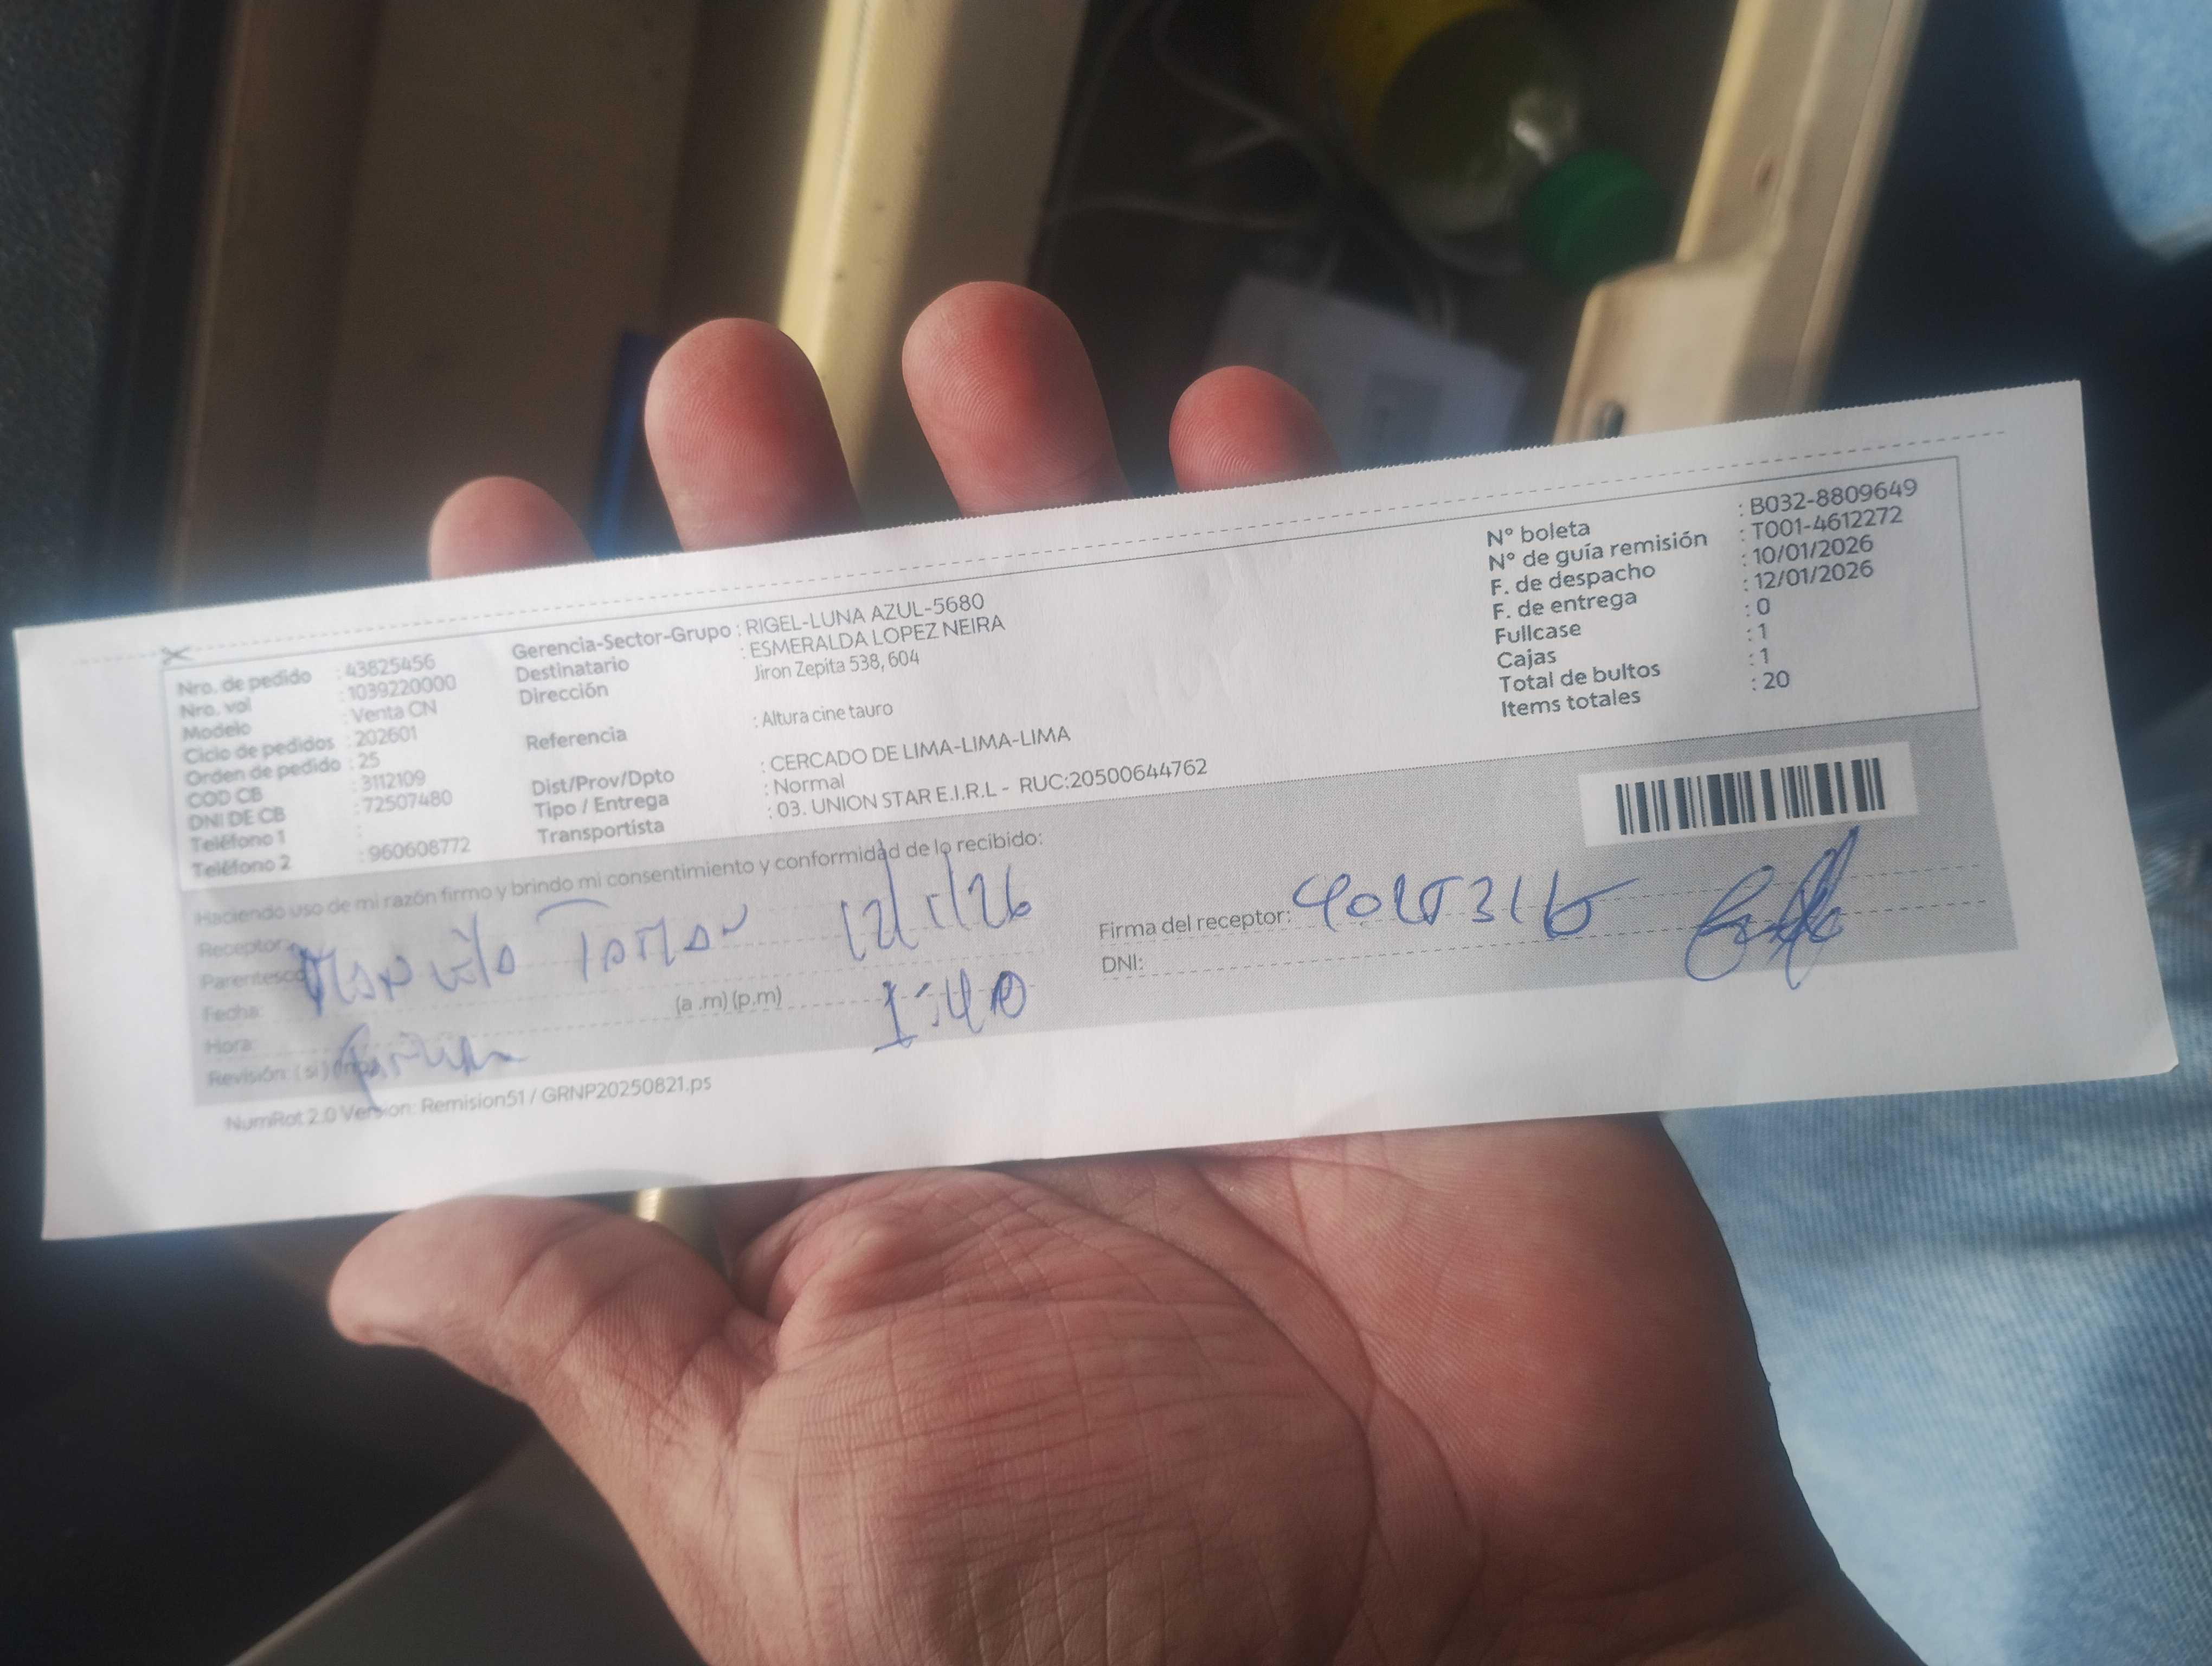 Nro. de pedido : 43825456
Nro. vol : 1039220000
Modelo : Venta CN
Ciclo de pedidos : 202601
Orden de pedido : 25
COD CB : 3112109
DNI DE CB : 72507480
Teléfono 1 :
Teléfono 2 : 960608772
Gerencia-Sector-Grupo : RIGEL-LUNA AZUL-5680
Destinatario : ESMERALDA LOPEZ NEIRA
Dirección Jiron Zepita 538, 604
Referencia : Altura cine tauro
Dist/Prov/Dpto : CERCADO DE LIMA-LIMA-LIMA
Tipo / Entrega : Normal
Transportista : 03. UNION STAR E.I.R.L - RUC:20500644762
N° boleta : B032-8809649
N° de guía remisión : T001-4612272
F. de despacho : 10/01/2026
F. de entrega : 12/01/2026
Fullcase : 0
Cajas : 1
Total de bultos : 1
Items totales : 20
Haciendo uso de mi razón firmo y brindo mi consentimiento y conformidad de lo recibido:
Receptor:
Parentesco
Fecha: 12/1/26
Hora: (a .m) (p.m) 1:40
Revisión: ( si )
Firma del receptor:
DNI:
NumRot 2.0 Version: Remision51 / GRNP20250821.ps